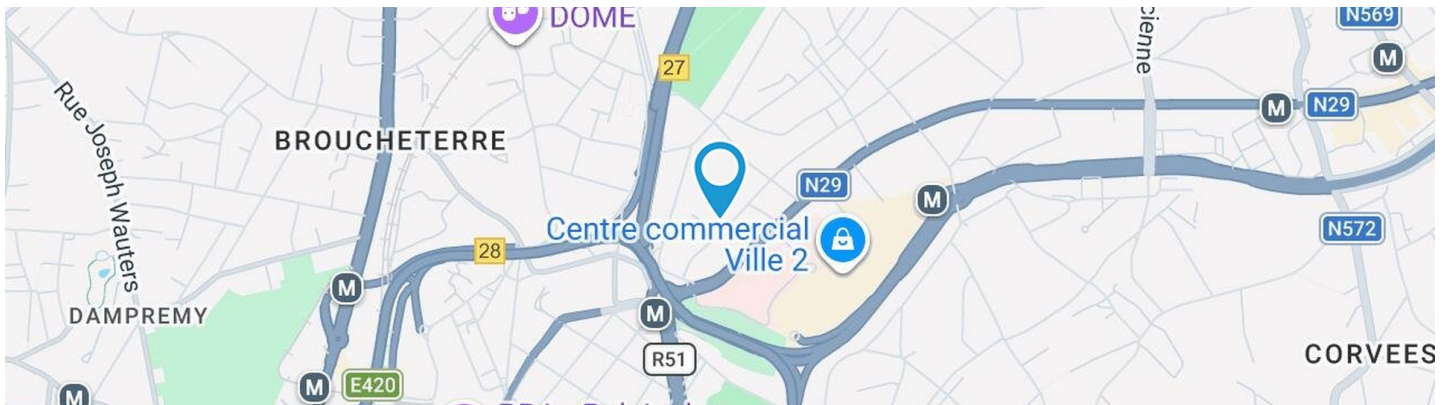 DOME
N569
cienne
27
M
Rue Joseph Wauters
M
N29
BROUCHETERRE
N29
M
Centre commercial
Ville 2
N572
28
M
DAMPREMY
M
R51
CORVEES
M
E420
M